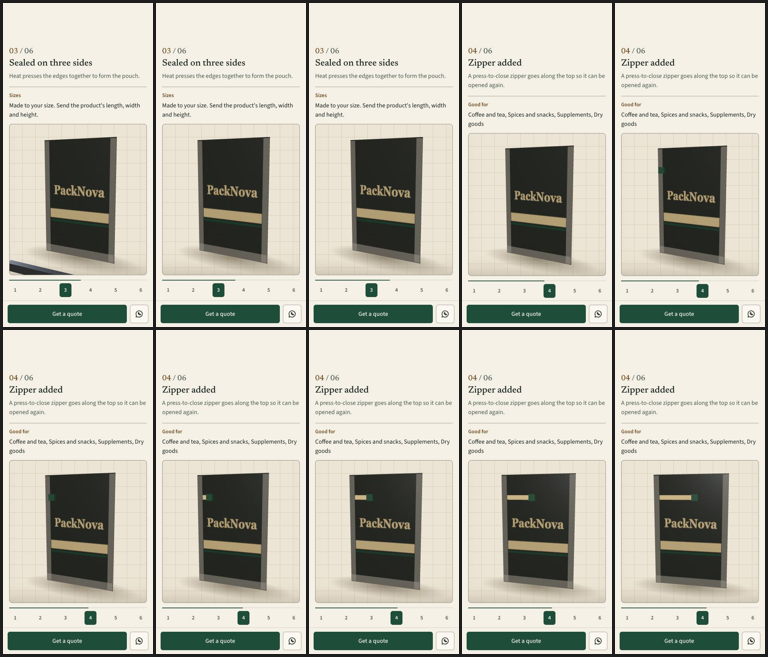 03 / 06
Sealed on three sides
Heat presses the edges together to form the pouch.
Sizes
Made to your size. Send the product's length, width
and height.
PackNova
1 2 3 4 5 6
Get a quote
03 / 06
Sealed on three sides
Heat presses the edges together to form the pouch.
Sizes
Made to your size. Send the product's length, width
and height.
PackNova
1 2 3 4 5 6
Get a quote
03 / 06
Sealed on three sides
Heat presses the edges together to form the pouch.
Sizes
Made to your size. Send the product's length, width
and height.
PackNova
1 2 3 4 5 6
Get a quote
04 / 06
Zipper added
A press-to-close zipper goes along the top so it can be
opened again.
Good for
Coffee and tea, Spices and snacks, Supplements, Dry
goods
PackNova
1 2 3 4 5 6
Get a quote
04 / 06
Zipper added
A press-to-close zipper goes along the top so it can be
opened again.
Good for
Coffee and tea, Spices and snacks, Supplements, Dry
goods
PackNova
1 2 3 4 5 6
Get a quote
04 / 06
Zipper added
A press-to-close zipper goes along the top so it can be
opened again.
Good for
Coffee and tea, Spices and snacks, Supplements, Dry
goods
PackNova
1 2 3 4 5 6
Get a quote
04 / 06
Zipper added
A press-to-close zipper goes along the top so it can be
opened again.
Good for
Coffee and tea, Spices and snacks, Supplements, Dry
goods
PackNova
1 2 3 4 5 6
Get a quote
04 / 06
Zipper added
A press-to-close zipper goes along the top so it can be
opened again.
Good for
Coffee and tea, Spices and snacks, Supplements, Dry
goods
PackNova
1 2 3 4 5 6
Get a quote
04 / 06
Zipper added
A press-to-close zipper goes along the top so it can be
opened again.
Good for
Coffee and tea, Spices and snacks, Supplements, Dry
goods
PackNova
1 2 3 4 5 6
Get a quote
04 / 06
Zipper added
A press-to-close zipper goes along the top so it can be
opened again.
Good for
Coffee and tea, Spices and snacks, Supplements, Dry
goods
PackNova
1 2 3 4 5 6
Get a quote